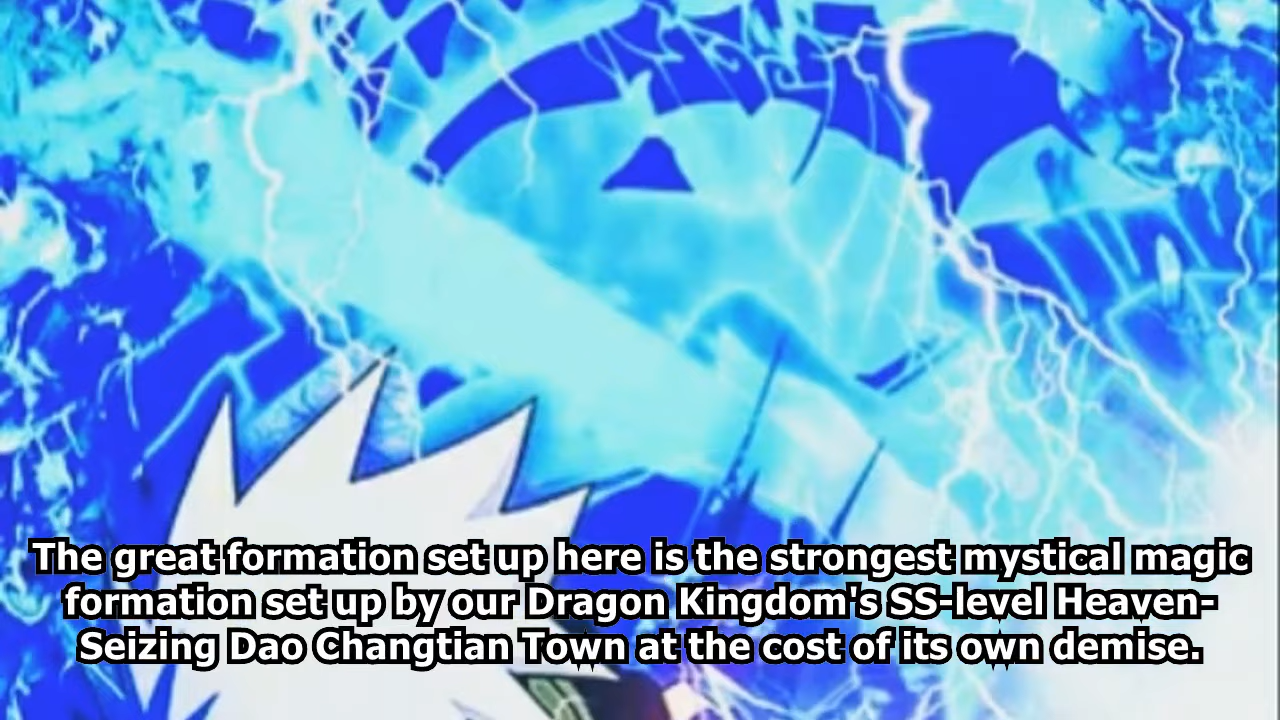 The great formation set up here is the strongest mystical magic
formation set up by our Dragon Kingdom's SS-level Heaven-
Seizing Dao Changtian Town at the cost of its own demise.